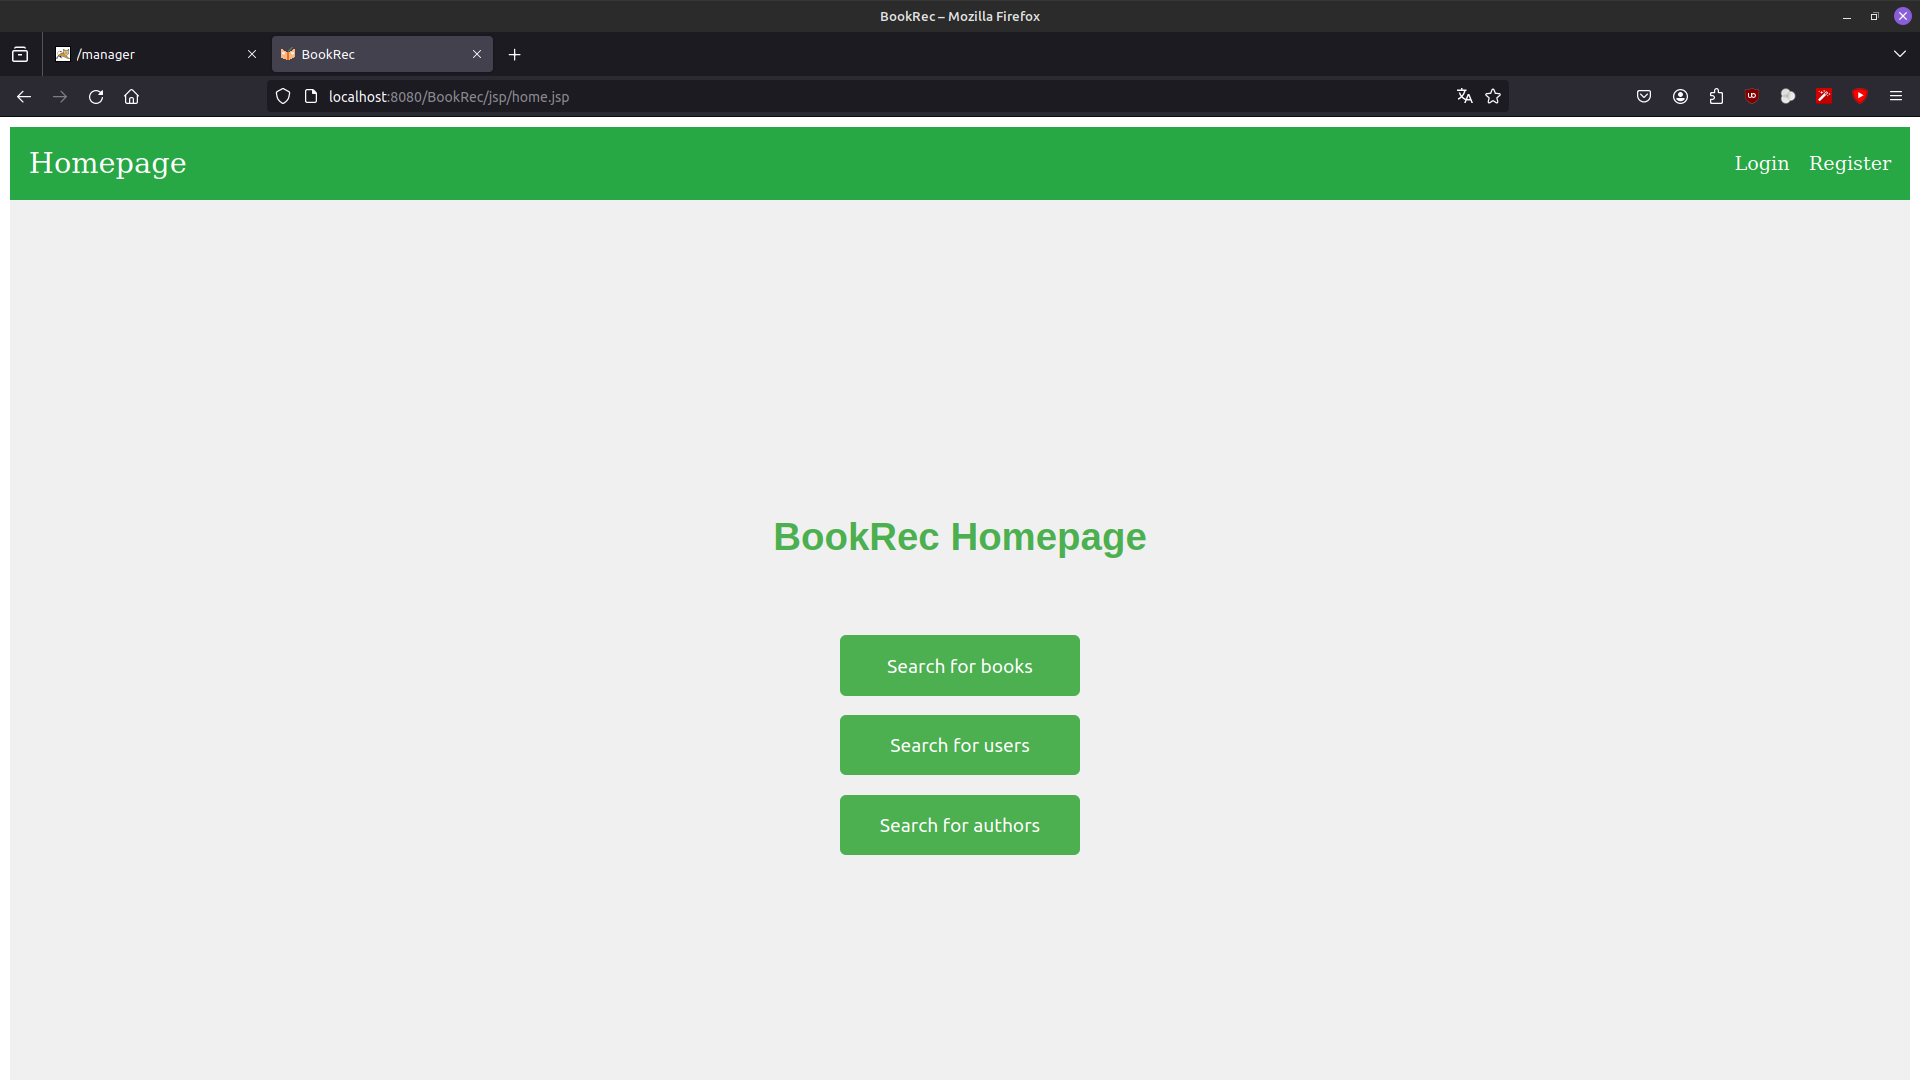 BookRec – Mozilla Firefox
/manager
BookRec
localhost:8080/BookRec/jsp/home.jsp
Homepage
Login Register
BookRec Homepage
Search for books
Search for users
Search for authors